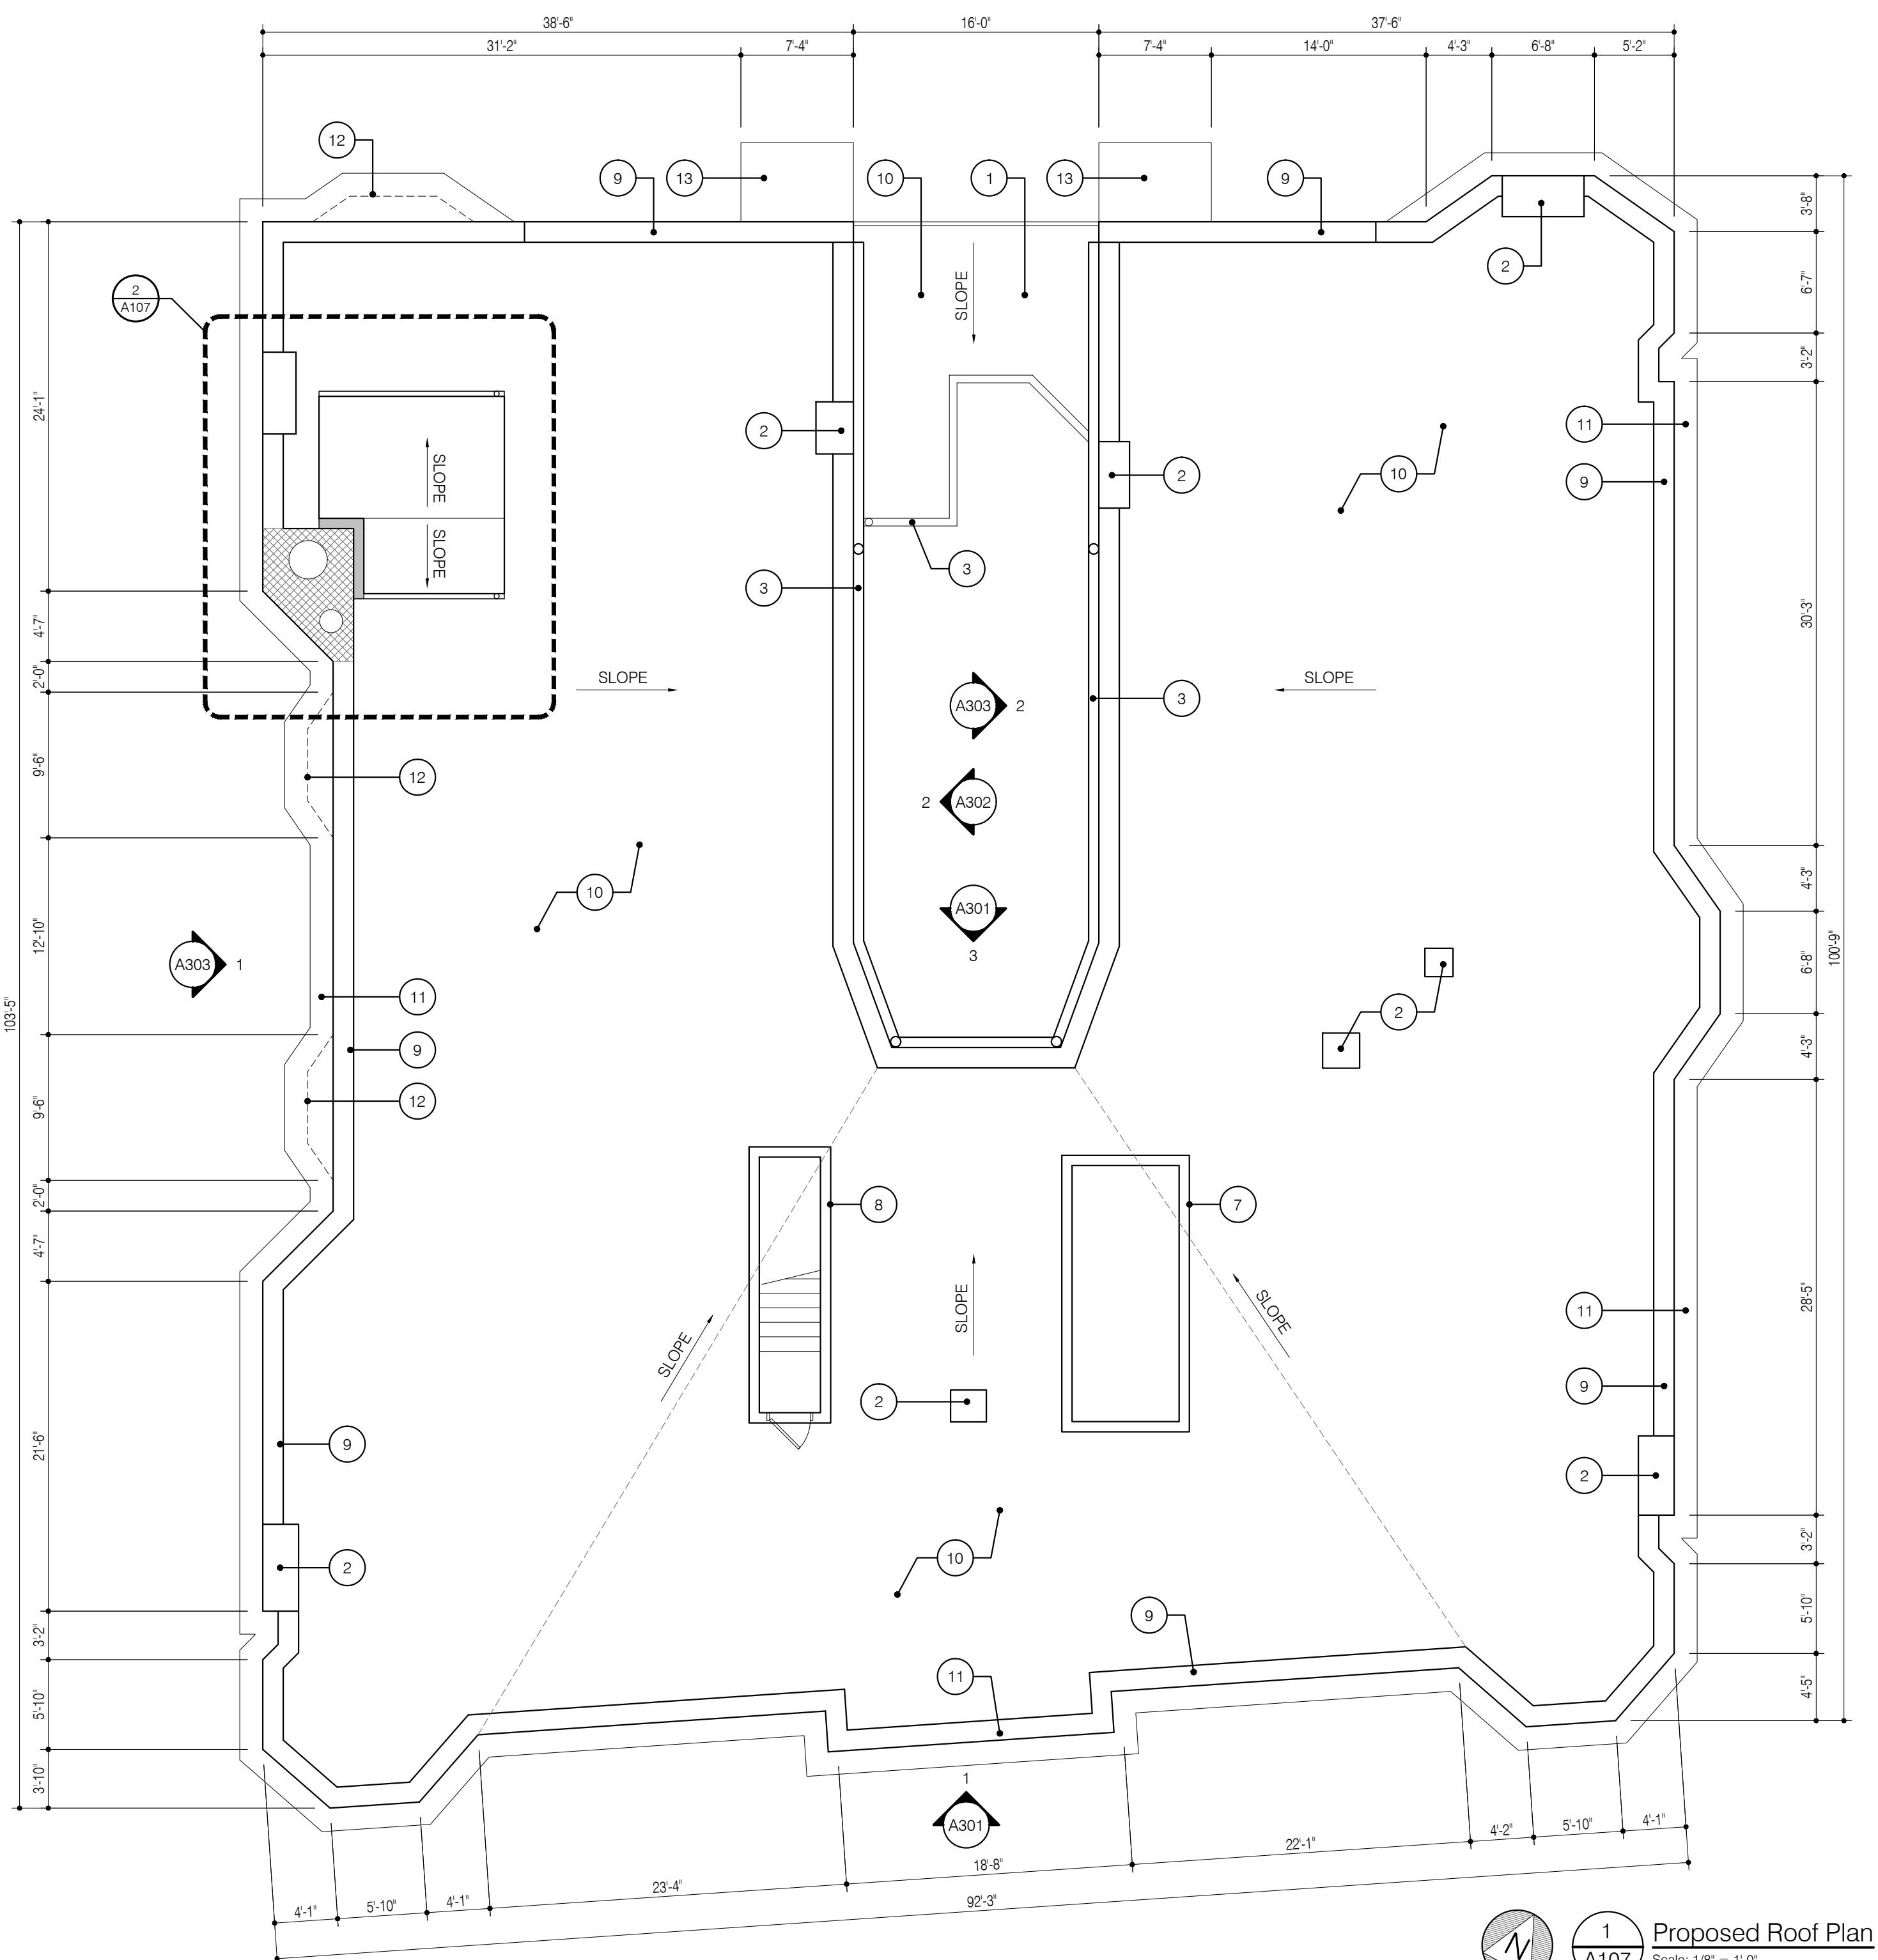 38'-6" 16'-0" 37'-6"
31'-2" 7'-4" 7'-4" 14'-0" 4'-3" 6'-8" 5'-2"
12
9 13 10 1 13 9
2
2
A107
SLOPE
3'-8"
6'-7"
3'-2"
30'-3"
4'-3"
6'-8"
4'-3"
28'-5"
3'-2"
5'-10"
4'-5"
100'-9"
24'-1"
4'-7"
2'-0"
9'-6"
12'-10"
9'-6"
2'-0"
4'-7"
21'-6"
3'-2"
5'-10"
3'-10"
103'-5"
SLOPE
SLOPE
2
2
10
11
9
3
3
SLOPE
SLOPE
3
A303 2
12
2 A302
10
A301
3
A303 1
11
2
9
12
8
7
SLOPE
SLOPE
SLOPE
11
9
2
9
2
2
10
9
11
1
A301
4'-1" 5'-10" 4'-1" 23'-4" 18'-8" 22'-1" 4'-2" 5'-10" 4'-1"
92'-3"
N
1
A107
Proposed Roof Plan
Scale: 1/8" = 1'-0"